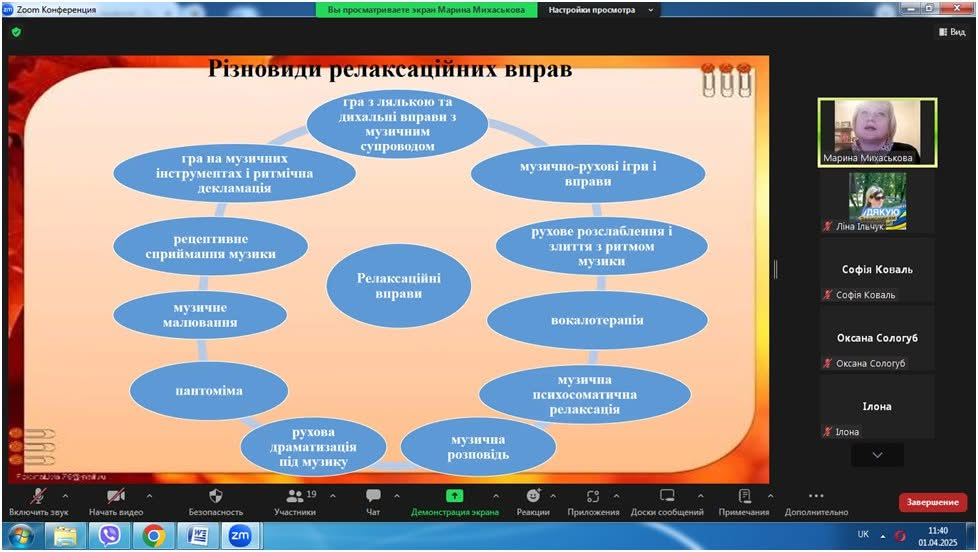 Zoom Конференция
Вы просматриваете экран Марина Михаськова
Настройки просмотра
Вид
Різновиди релаксаційних вправ
гра з лялькою та
дихальні вправи з
музичним
супроводом
музично-рухові ігри і
вправи
рухове розслаблення і
злиття з ритмом
музики
вокалотерапія
музична
психосоматична
релаксація
музична
розповідь
рухова
драматизація
під музику
пантоміма
музичне
малювання
рецептивне
сприймання музики
гра на музичних
інструментах і ритмічна
декламація
Релаксаційні
вправи
Марина Михаськова
ДЯКУЮ
Ліна Ільчук
Софія Коваль
Софія Коваль
Оксана Сологуб
Оксана Сологуб
Ілона
Ілона
Включить звук
Начать видео
Безопасность
19
Участники
Чат
Демонстрация экрана
Реакции
Приложения
Доски сообщений
Примечания
Дополнительно
Завершение
zm
UK
11:40
01.04.2025